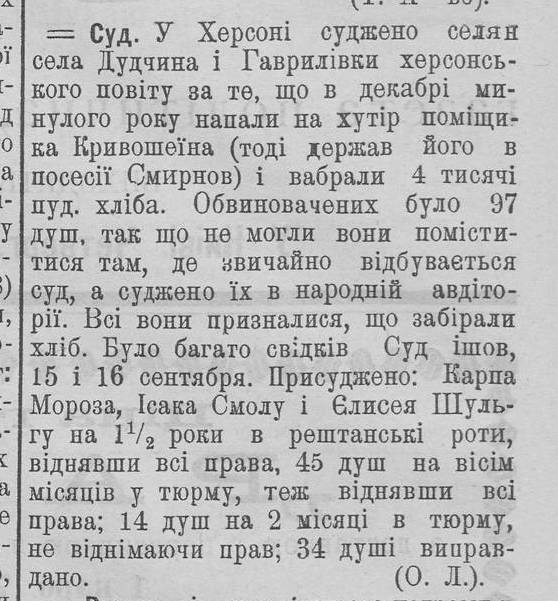 = Суд. У Херсоні суджено селян
села Дудчина і Гаврилівки херсонсь-
кого повіту за те, що в декабрі ми-
нулого року напали на хутір поміщи-
ка Кривошеїна (тоді держав його в
посесії Смирнов) і вабрали 4 тисячі
пуд. хліба. Обвиновачених було 97
душ, так що не могли вони помісти-
тися там, де звичайно відбувається
суд, а суджено їх в народній авдіто-
рії. Всі вони призналися, що забірали
хліб. Було багато свідків Суд ішов,
15 і 16 сентября. Присуджено: Карпа
Мороза, Ісака Смолу і Єлисея Шуль-
гу на 1¹/₂ роки в рештанські роти,
віднявши всі права, 45 душ на вісім
місяців у тюрму, теж віднявши всі
права; 14 душ на 2 місяці в тюрму,
не віднімаючи прав; 34 душі виправ-
дано. (О. Л.).